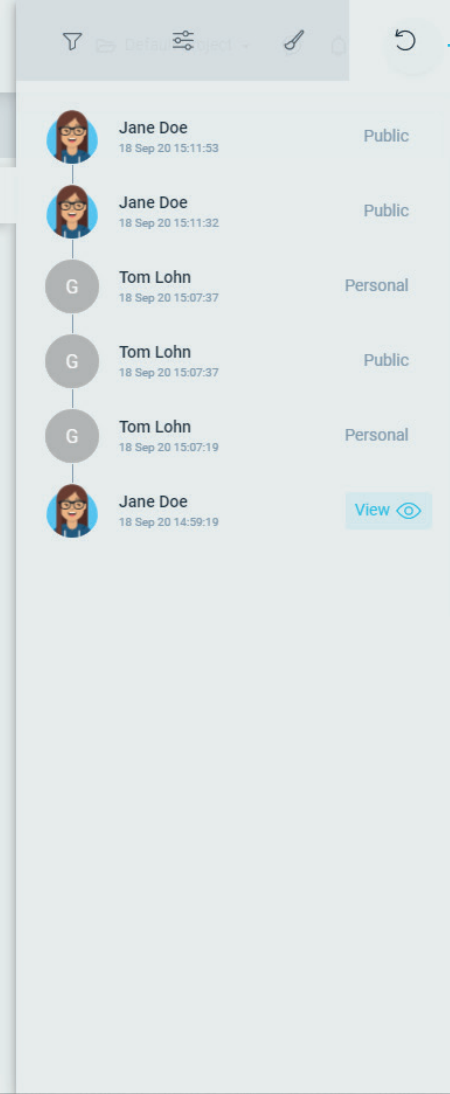 Default Project
Jane Doe
18 Sep 20 15:11:53
Public
Jane Doe
18 Sep 20 15:11:32
Public
G
Tom Lohn
18 Sep 20 15:07:37
Personal
G
Tom Lohn
18 Sep 20 15:07:37
Public
G
Tom Lohn
18 Sep 20 15:07:19
Personal
Jane Doe
18 Sep 20 14:59:19
View